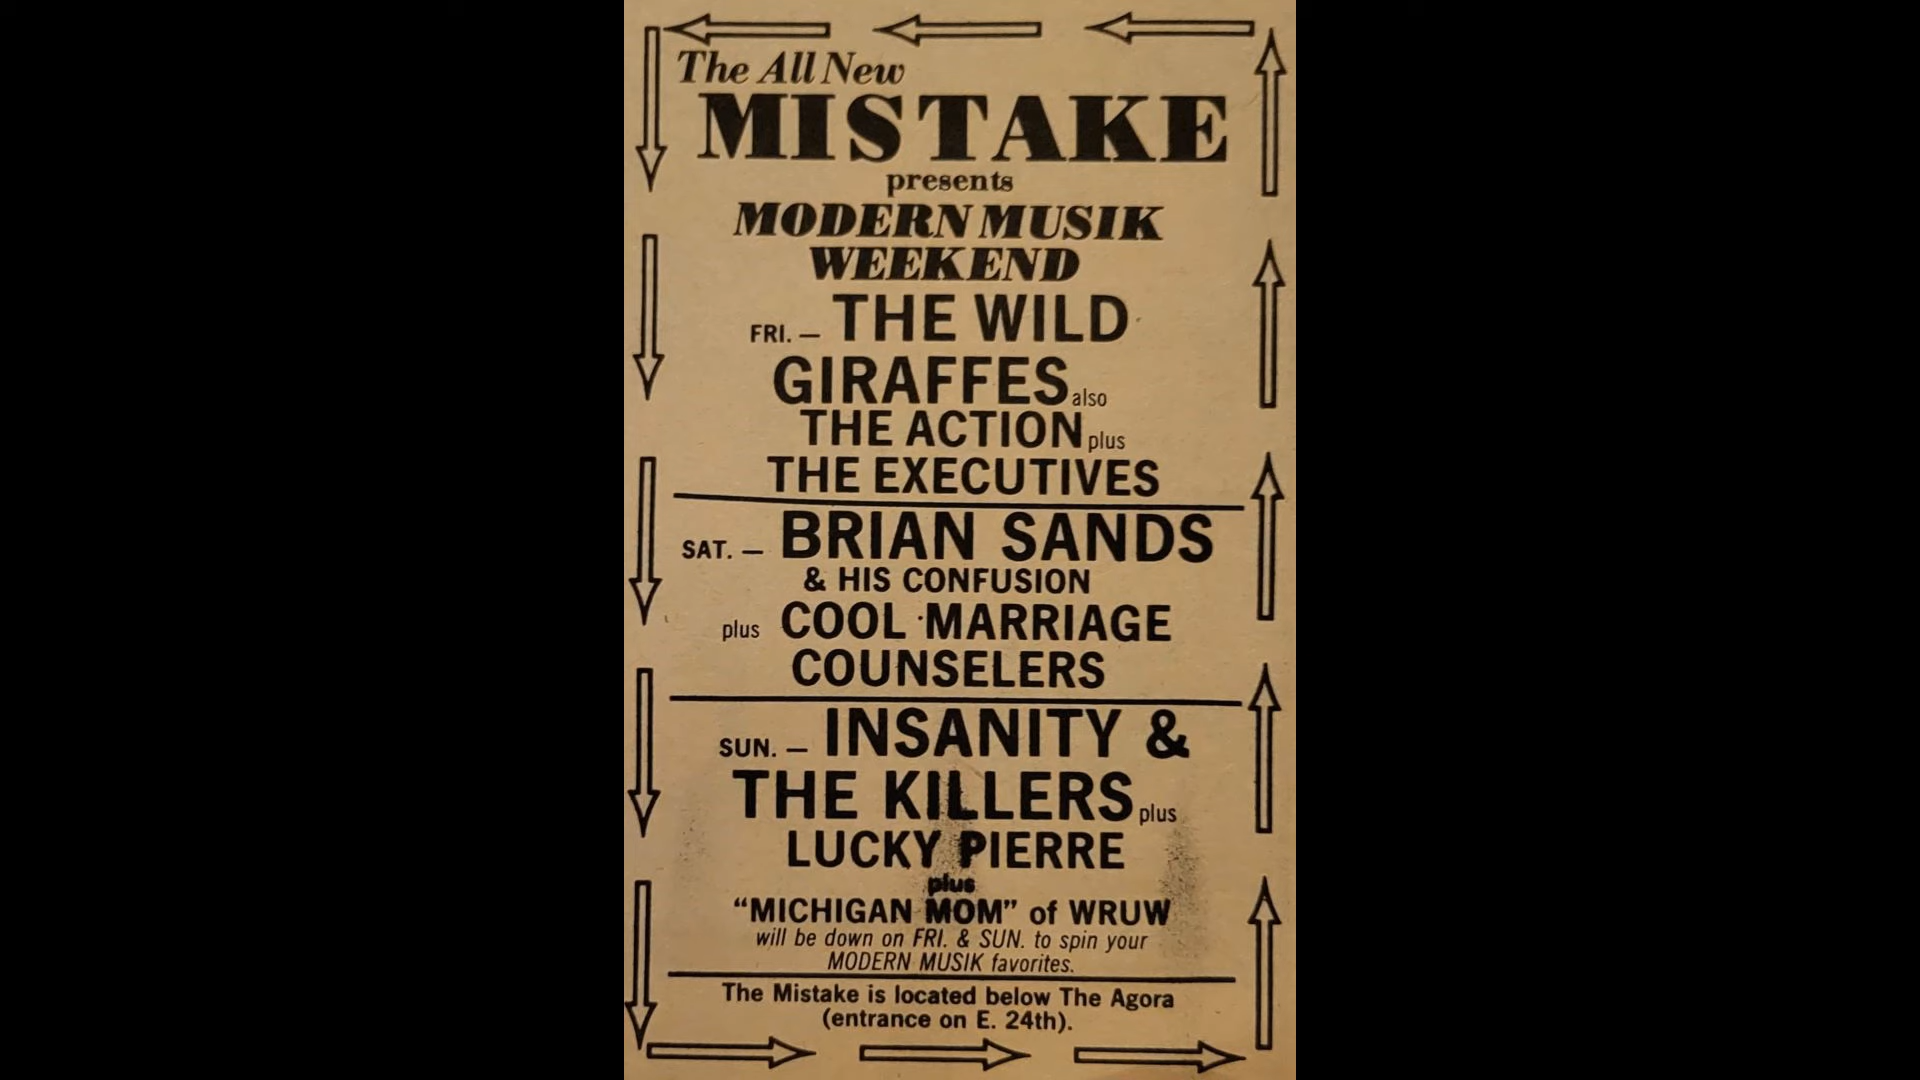 The All New
MISTAKE
presents
MODERN MUSIK
WEEKEND
FRI. — THE WILD
GIRAFFES also
THE ACTION plus
THE EXECUTIVES
SAT. — BRIAN SANDS
& HIS CONFUSION
plus COOL MARRIAGE
COUNSELERS
SUN. — INSANITY &
THE KILLERS plus
LUCKY PIERRE
plus
“MICHIGAN MOM” of WRUW
will be down on FRI. & SUN. to spin your
MODERN MUSIK favorites.
The Mistake is located below The Agora
(entrance on E. 24th).